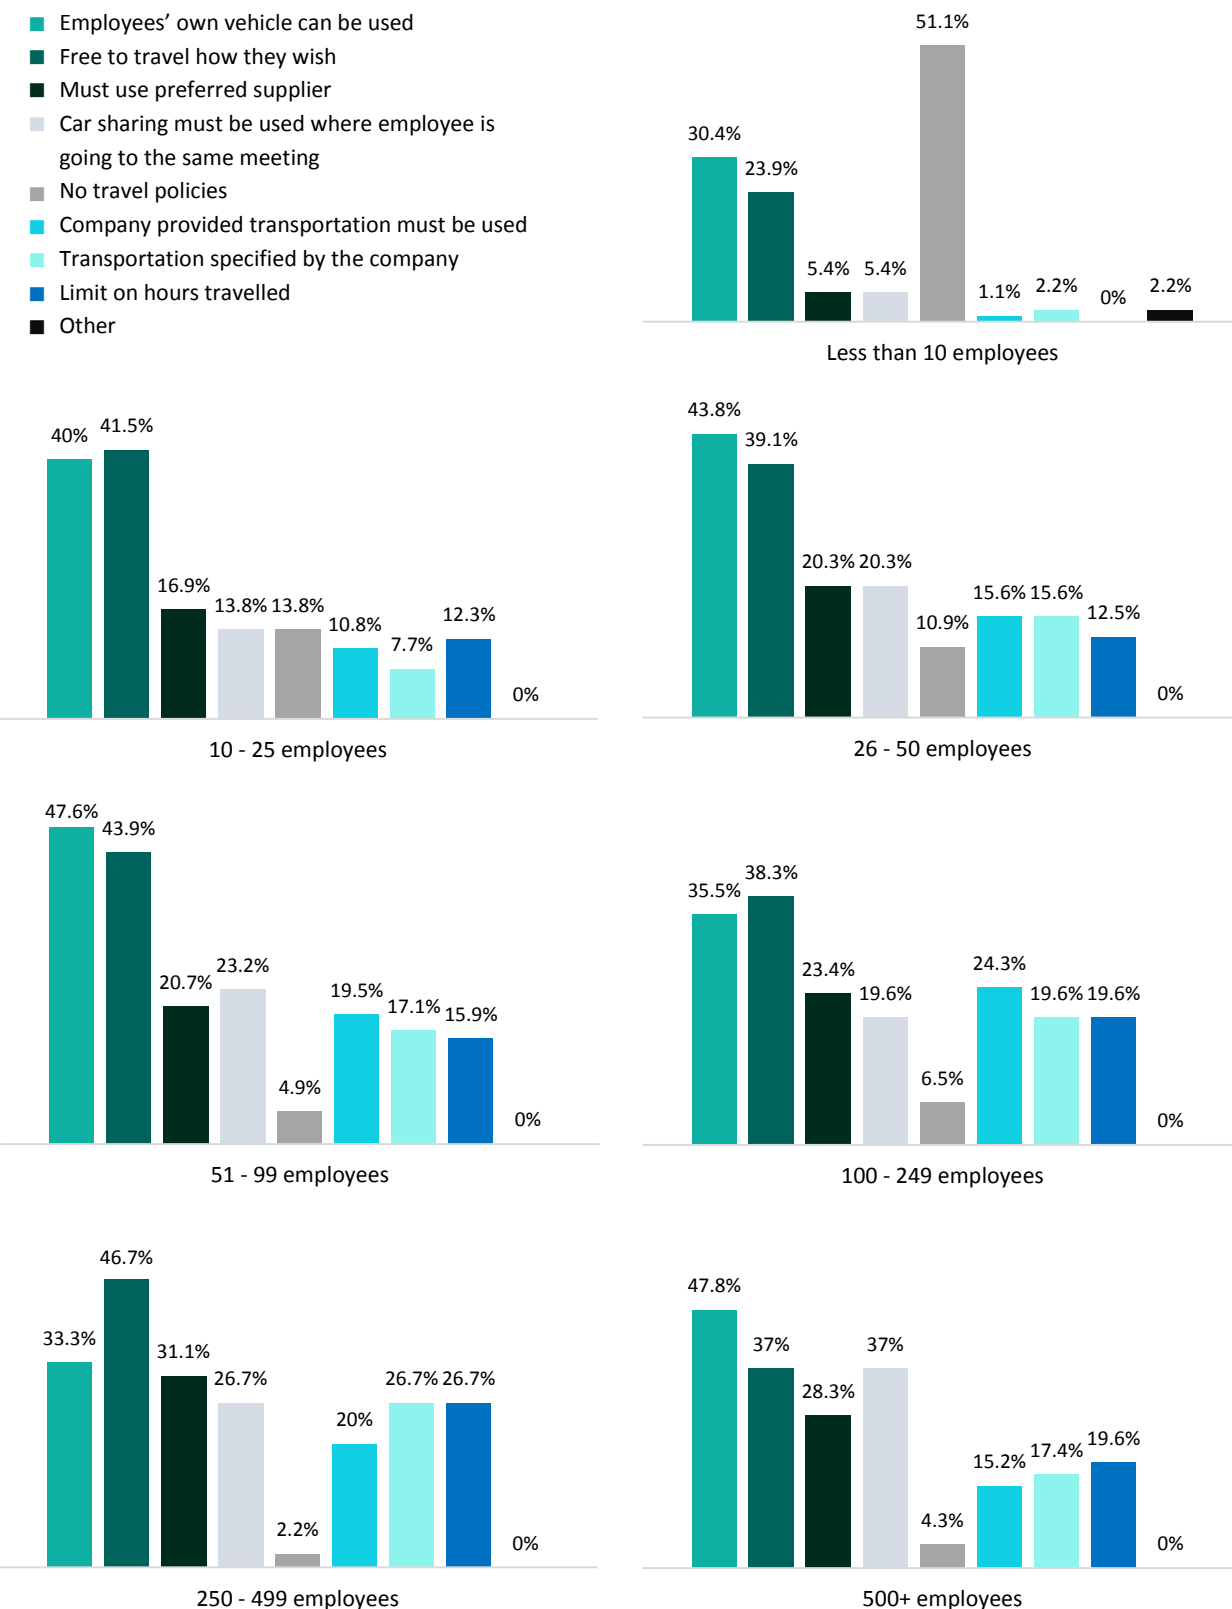 Employees’ own vehicle can be used
Free to travel how they wish
Must use preferred supplier
Car sharing must be used where employee is
going to the same meeting
No travel policies
Company provided transportation must be used
Transportation specified by the company
Limit on hours travelled
Other
51.1%
30.4%
23.9%
5.4% 5.4%
1.1% 2.2% 0% 2.2%
Less than 10 employees
40% 41.5%
16.9%
13.8% 13.8%
10.8%
7.7%
12.3%
0%
10 - 25 employees
43.8%
39.1%
20.3% 20.3%
10.9%
15.6% 15.6%
12.5%
0%
26 - 50 employees
47.6%
43.9%
20.7%
23.2%
4.9%
19.5%
17.1% 15.9%
0%
51 - 99 employees
35.5%
38.3%
23.4%
19.6%
6.5%
24.3%
19.6% 19.6%
0%
100 - 249 employees
33.3%
46.7%
31.1%
26.7%
2.2%
20%
26.7% 26.7%
0%
250 - 499 employees
47.8%
37%
28.3%
37%
4.3%
15.2%
17.4%
19.6%
0%
500+ employees